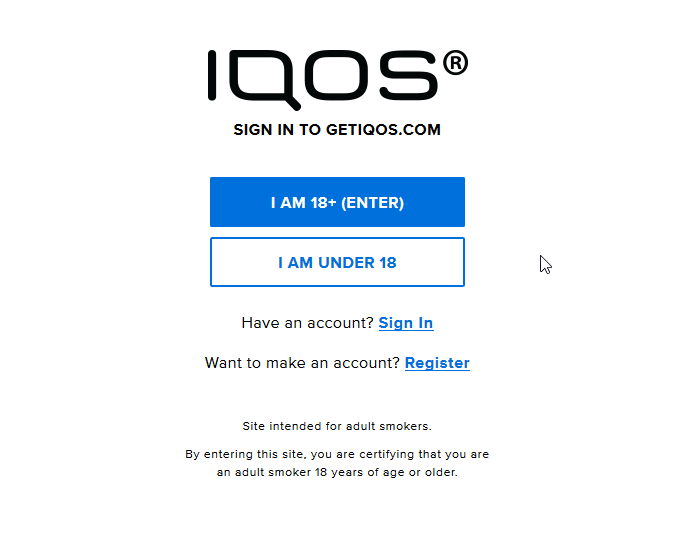 IQOS®
SIGN IN TO GETIQOS.COM
I AM 18+ (ENTER)
I AM UNDER 18
Have an account? Sign In
Want to make an account? Register
Site intended for adult smokers.
By entering this site, you are certifying that you are
an adult smoker 18 years of age or older.